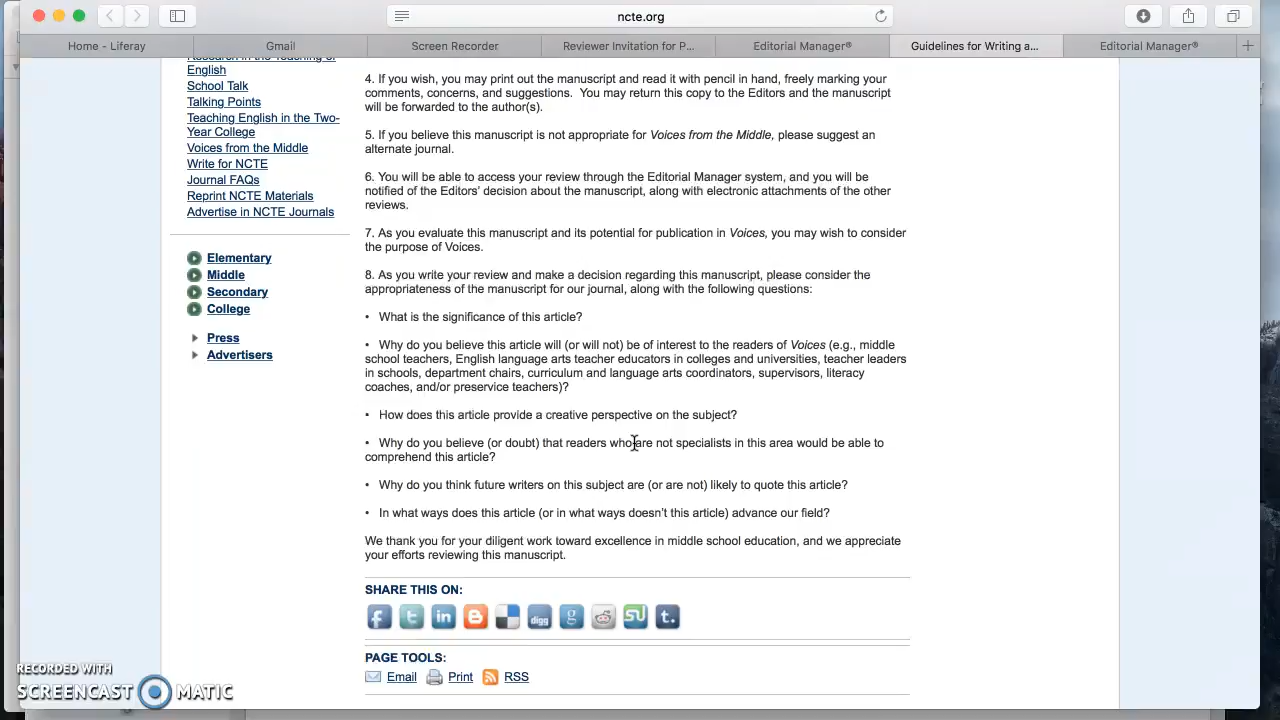 ncte.org
Home - Liferay
Gmail
Screen Recorder
Reviewer Invitation for P...
Editorial Manager®
Guidelines for Writing a...
Editorial Manager®
Research in the Teaching of
English
School Talk
Talking Points
Teaching English in the Two-
Year College
Voices from the Middle
Write for NCTE
Journal FAQs
Reprint NCTE Materials
Advertise in NCTE Journals
Elementary
Middle
Secondary
College
Press
Advertisers
4. If you wish, you may print out the manuscript and read it with pencil in hand, freely marking your
comments, concerns, and suggestions.  You may return this copy to the Editors and the manuscript
will be forwarded to the author(s).
5. If you believe this manuscript is not appropriate for Voices from the Middle, please suggest an
alternate journal.
6. You will be able to access your review through the Editorial Manager system, and you will be
notified of the Editors' decision about the manuscript, along with electronic attachments of the other
reviews.
7. As you evaluate this manuscript and its potential for publication in Voices, you may wish to consider
the purpose of Voices.
8. As you write your review and make a decision regarding this manuscript, please consider the
appropriateness of the manuscript for our journal, along with the following questions:
• What is the significance of this article?
• Why do you believe this article will (or will not) be of interest to the readers of Voices (e.g., middle
school teachers, English language arts teacher educators in colleges and universities, teacher leaders
in schools, department chairs, curriculum and language arts coordinators, supervisors, literacy
coaches, and/or preservice teachers)?
• How does this article provide a creative perspective on the subject?
• Why do you believe (or doubt) that readers who are not specialists in this area would be able to
comprehend this article?
• Why do you think future writers on this subject are (or are not) likely to quote this article?
• In what ways does this article (or in what ways doesn't this article) advance our field?
We thank you for your diligent work toward excellence in middle school education, and we appreciate
your efforts reviewing this manuscript.
SHARE THIS ON:
digg
PAGE TOOLS:
Email
Print
RSS
RECORDED WITH
SCREENCAST MATIC